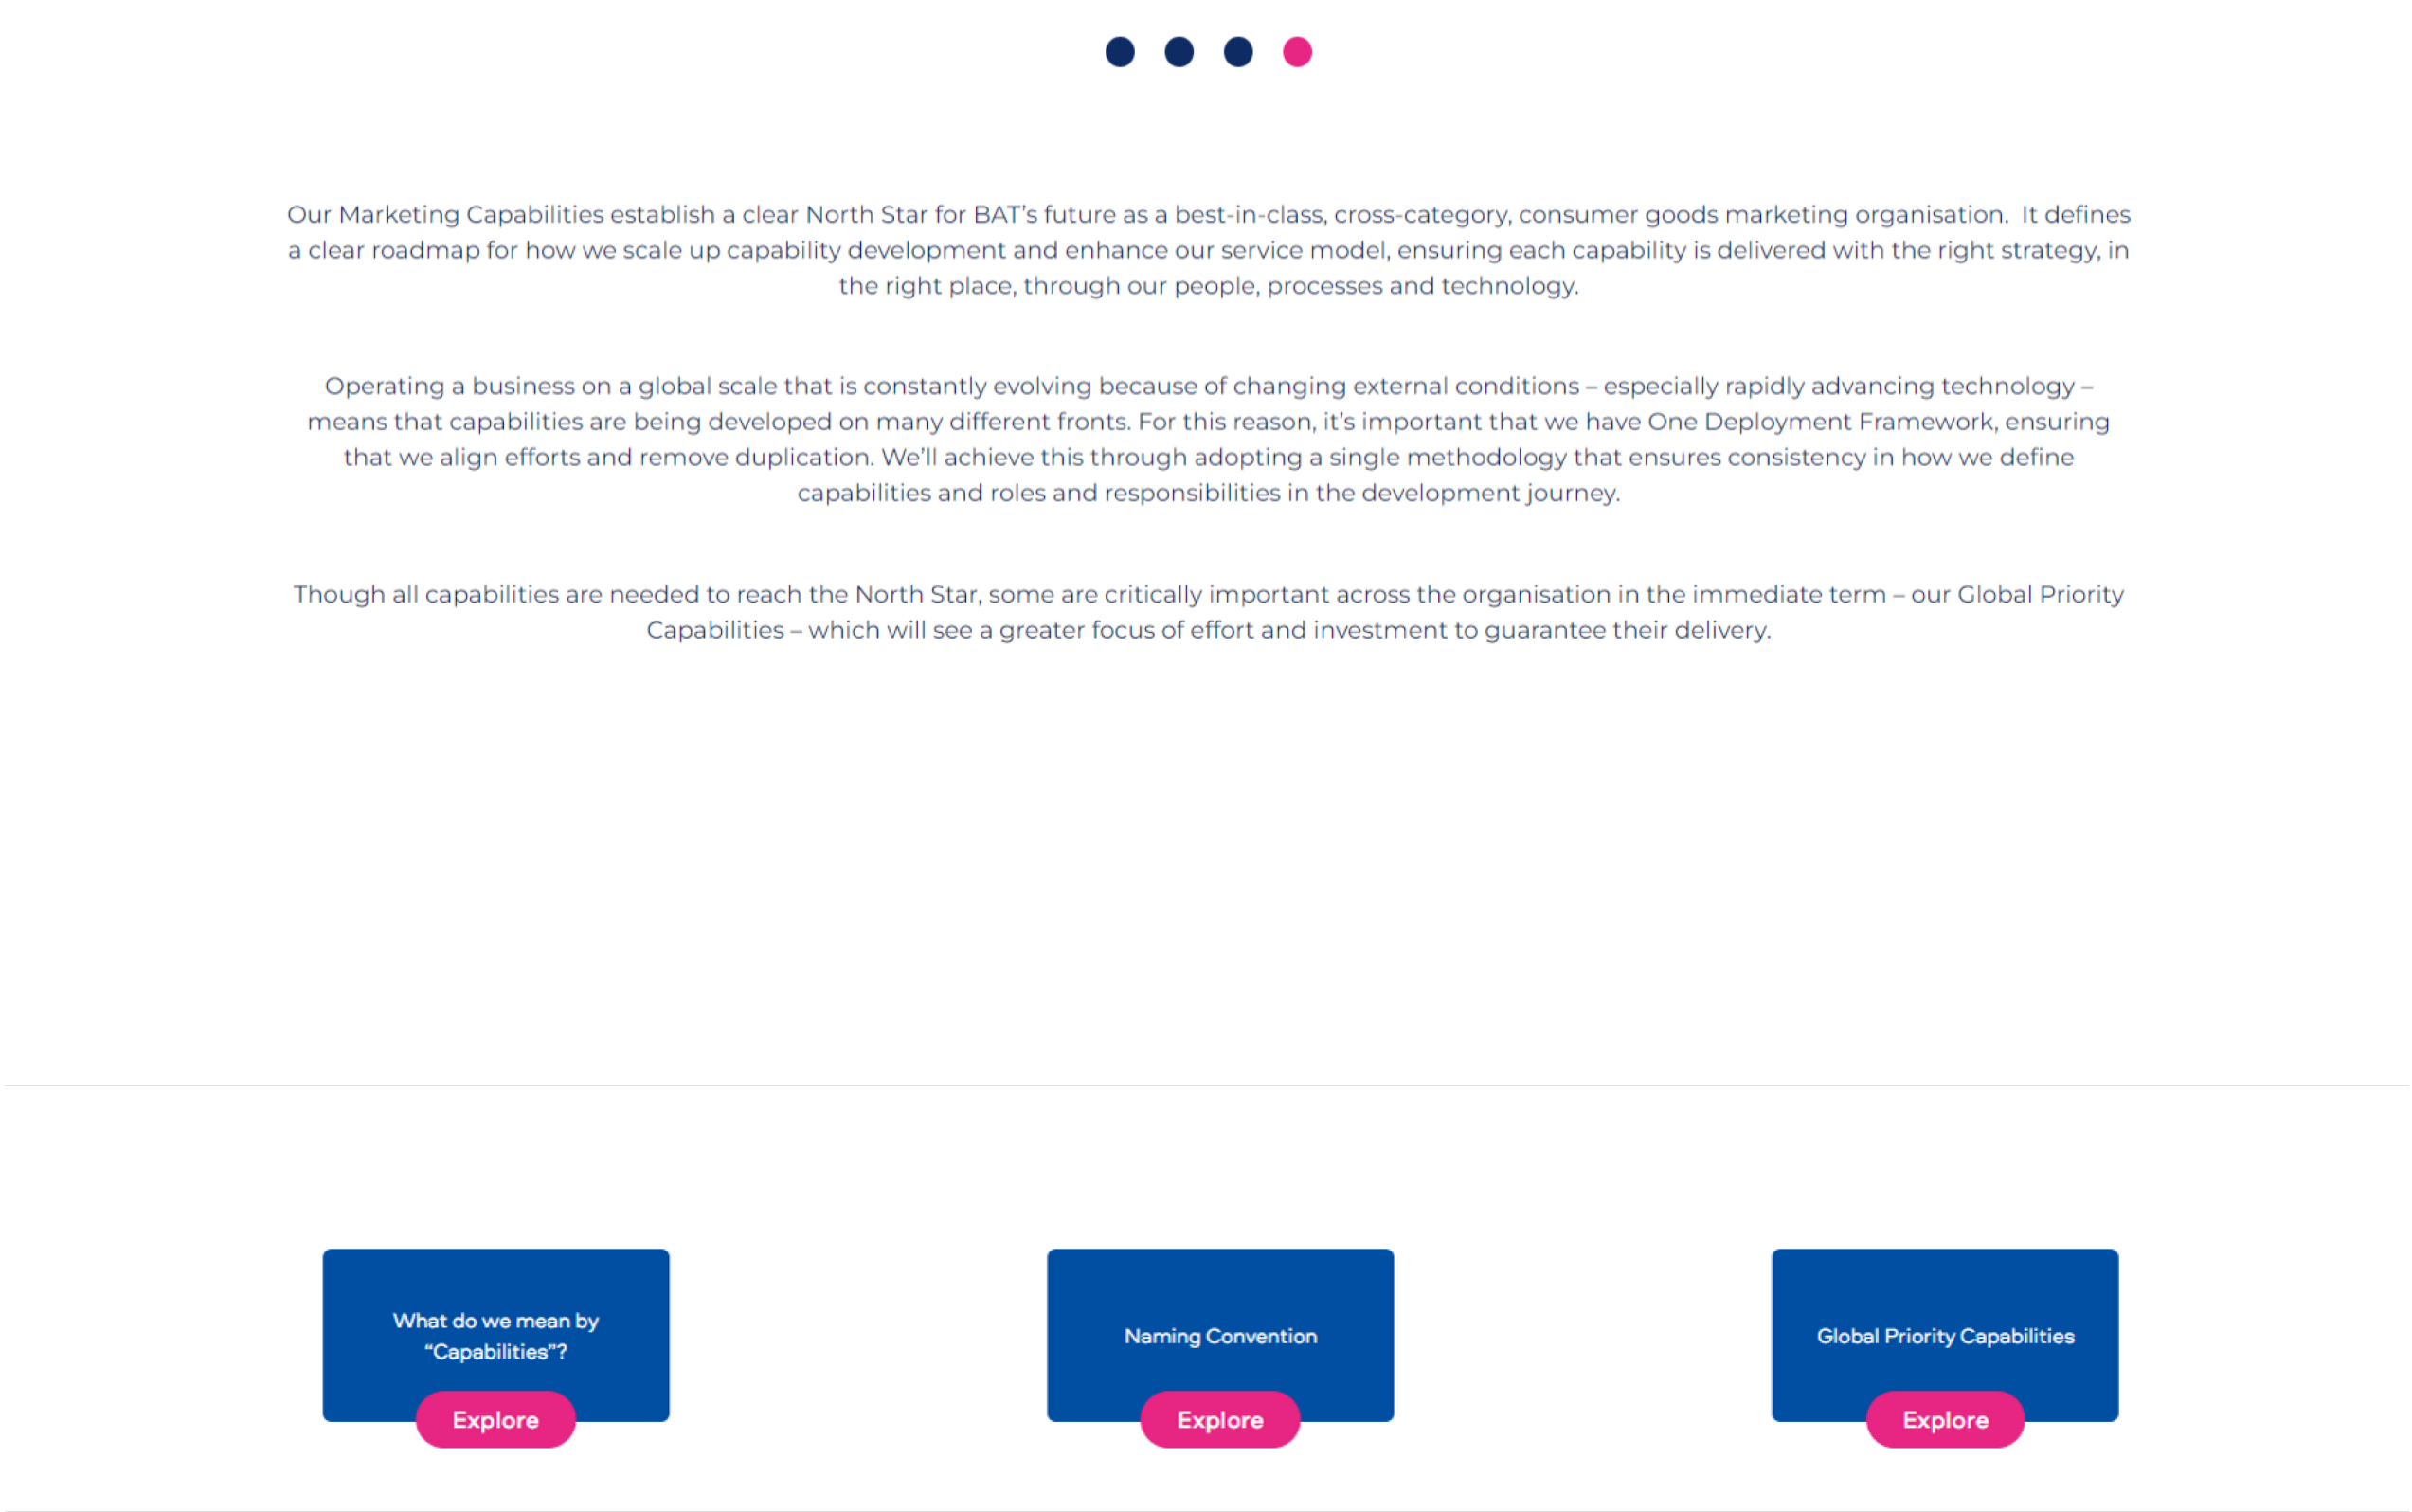 Our Marketing Capabilities establish a clear North Star for BAT’s future as a best-in-class, cross-category, consumer goods marketing organisation.  It defines
a clear roadmap for how we scale up capability development and enhance our service model, ensuring each capability is delivered with the right strategy, in
the right place, through our people, processes and technology.
Operating a business on a global scale that is constantly evolving because of changing external conditions – especially rapidly advancing technology –
means that capabilities are being developed on many different fronts. For this reason, it’s important that we have One Deployment Framework, ensuring
that we align efforts and remove duplication. We’ll achieve this through adopting a single methodology that ensures consistency in how we define
capabilities and roles and responsibilities in the development journey.
Though all capabilities are needed to reach the North Star, some are critically important across the organisation in the immediate term – our Global Priority
Capabilities – which will see a greater focus of effort and investment to guarantee their delivery.
What do we mean by
“Capabilities”?
Explore
Naming Convention
Explore
Global Priority Capabilities
Explore